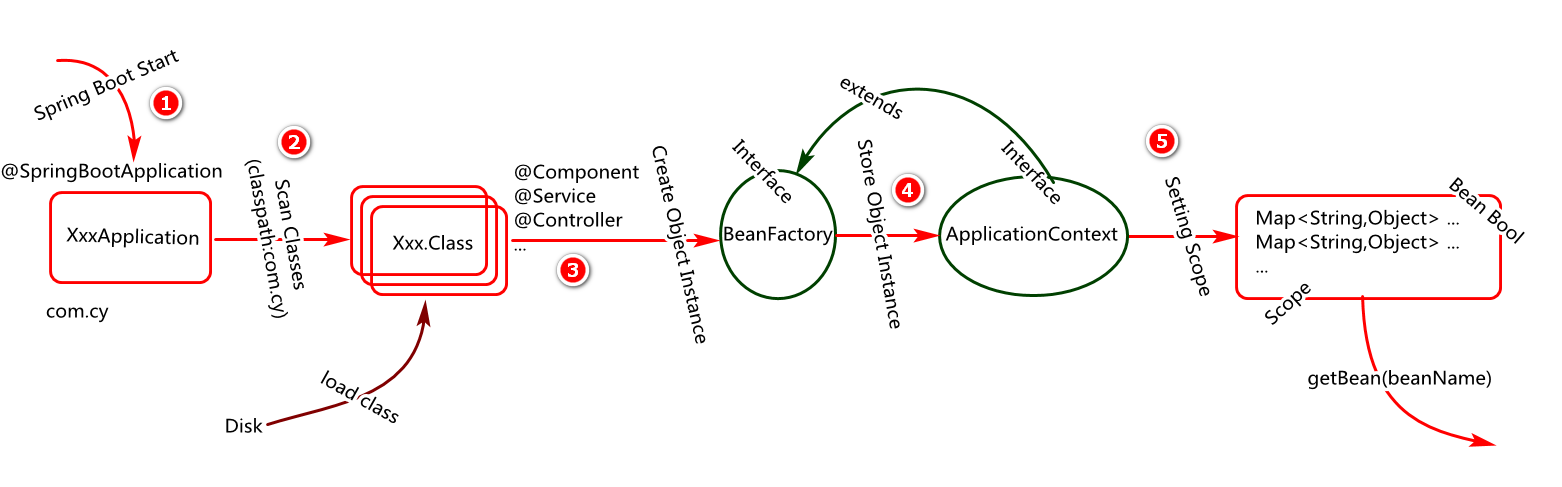 Spring Boot Start
1
@SpringBootApplication
XxxApplication
com.cy
2
Scan Classes
(classpath:com.cy)
Xxx.Class
Disk
load class
@Component
@Service
@Controller
...
3
Create Object Instance
Interface
BeanFactory
extends
Store Object Instance
4
Interface
ApplicationContext
5
Setting Scope
Bean Bool
Map<String,Object> ...
Map<String,Object> ...
...
Scope
getBean(beanName)